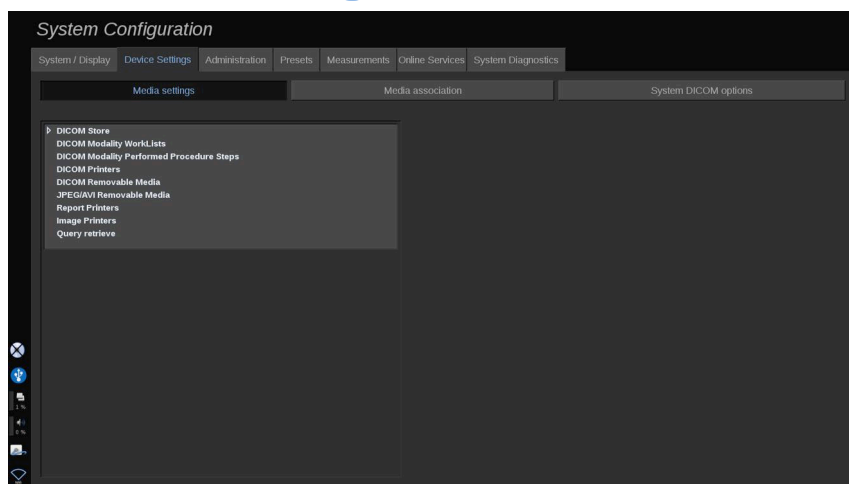 System Configuration
System / Display Device Settings Administration Presets Measurements Online Services System Diagnostics
Media settings Media association System DICOM options
DICOM Store
DICOM Modality WorkLists
DICOM Modality Performed Procedure Steps
DICOM Printers
DICOM Removable Media
JPEG/AVI Removable Media
Report Printers
Image Printers
Query retrieve
1 %
0 %